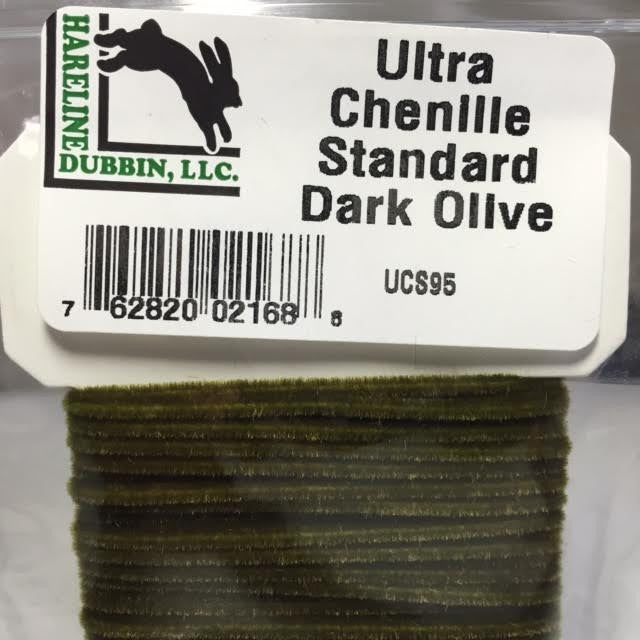 HARELINE
DUBBIN, LLC.
Ultra
Chenille
Standard
Dark Olive
UCS95
7 62820 02168 8